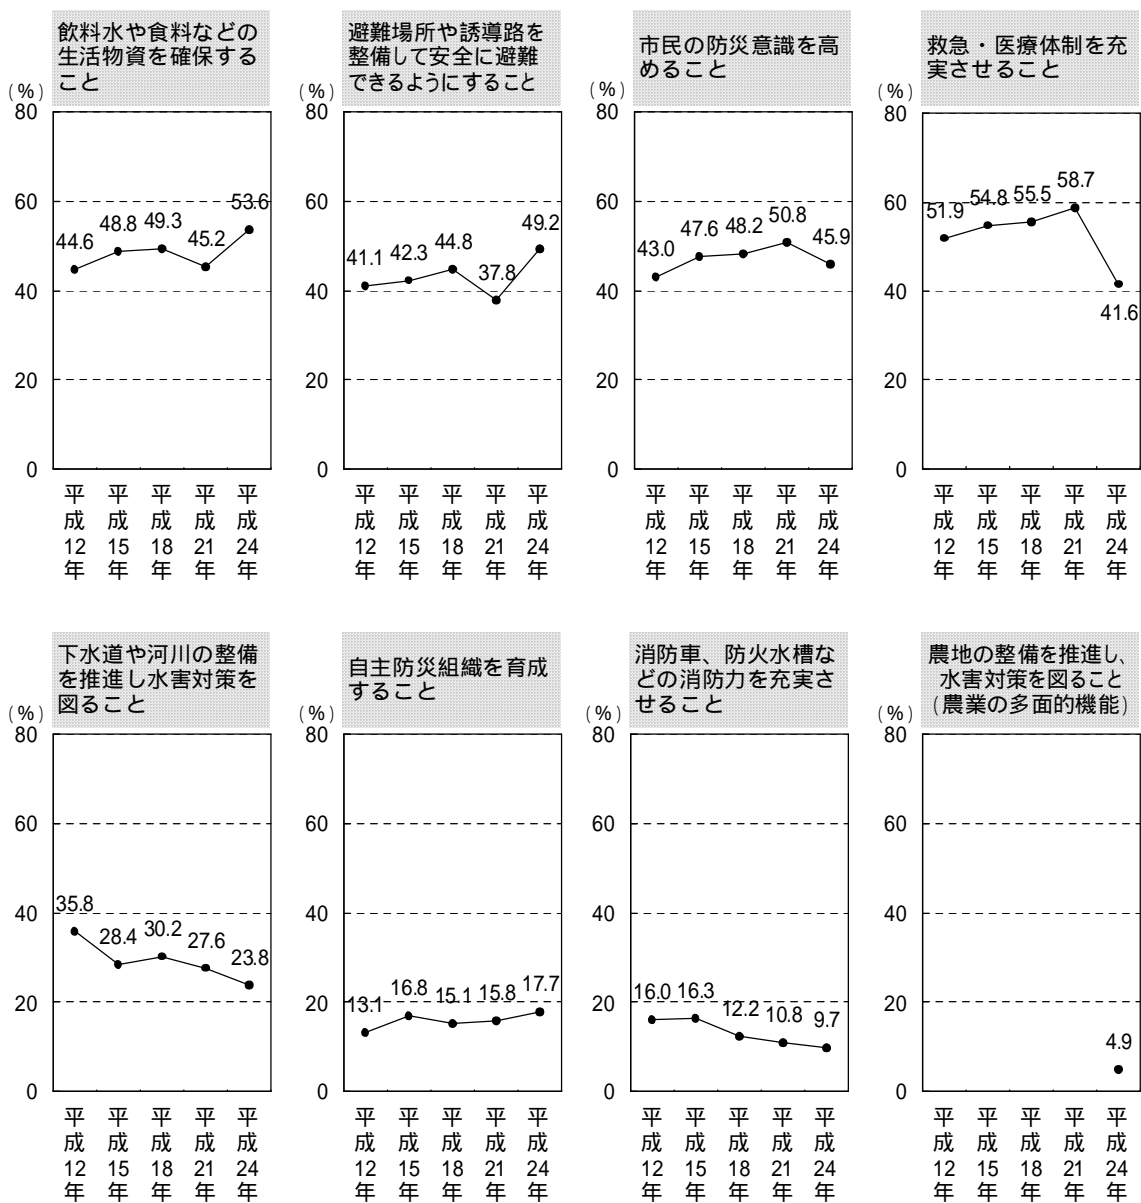 飲料水や食料などの
生活物資を確保する
こと
(%)
80
60
40
20
0
44.6
48.8
49.3
45.2
53.6
平成12年
平成15年
平成18年
平成21年
平成24年
避難場所や誘導路を
整備して安全に避難
できるようにすること
(%)
80
60
40
20
0
41.1
42.3
44.8
37.8
49.2
平成12年
平成15年
平成18年
平成21年
平成24年
市民の防災意識を高
めること
(%)
80
60
40
20
0
43.0
47.6
48.2
50.8
45.9
平成12年
平成15年
平成18年
平成21年
平成24年
救急・医療体制を充
実させること
(%)
80
60
40
20
0
51.9
54.8
55.5
58.7
41.6
平成12年
平成15年
平成18年
平成21年
平成24年
下水道や河川の整備
を推進し水害対策を
図ること
(%)
80
60
40
20
0
35.8
28.4
30.2
27.6
23.8
平成12年
平成15年
平成18年
平成21年
平成24年
自主防災組織を育成
すること
(%)
80
60
40
20
0
13.1
16.8
15.1
15.8
17.7
平成12年
平成15年
平成18年
平成21年
平成24年
消防車、防火水槽な
どの消防力を充実さ
せること
(%)
80
60
40
20
0
16.0
16.3
12.2
10.8
9.7
平成12年
平成15年
平成18年
平成21年
平成24年
農地の整備を推進し、
水害対策を図ること
(農業の多面的機能)
(%)
80
60
40
20
0
4.9
平成12年
平成15年
平成18年
平成21年
平成24年